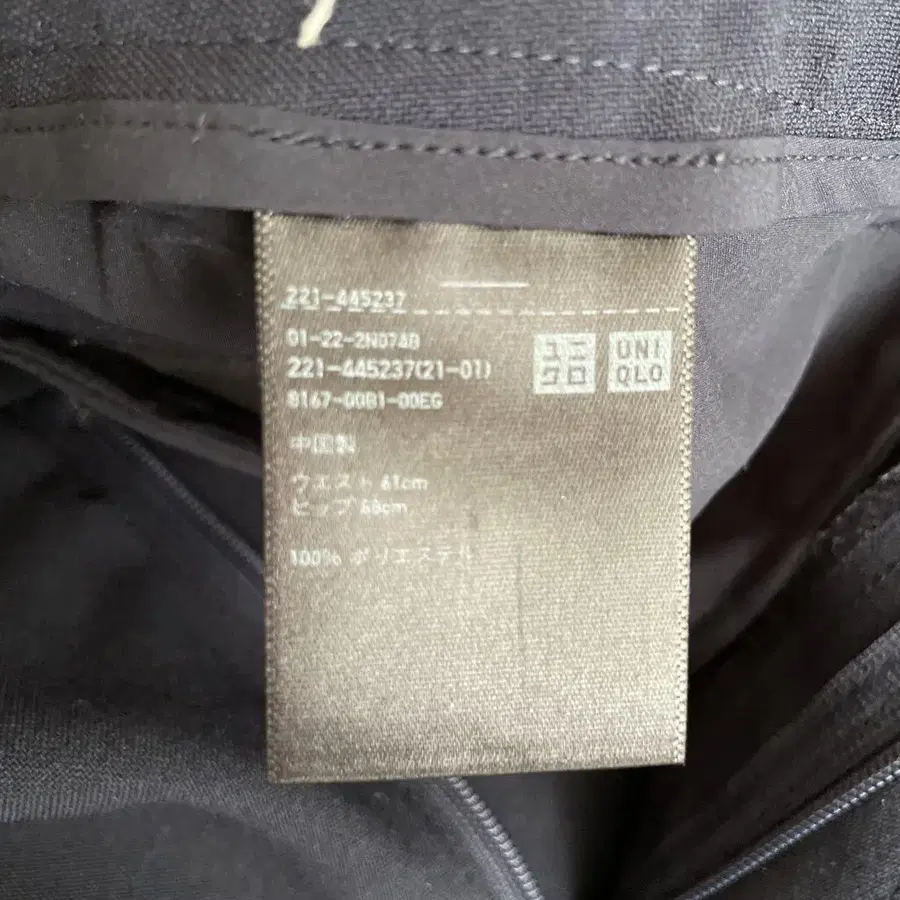 221-445237
01-22-2N074B
221-445237(21-01)
8167-00B1-00EG
ユニ
クロ
UNI
QLO
中国製
ウエスト 61cm
ヒップ 88cm
100% ポリエステル